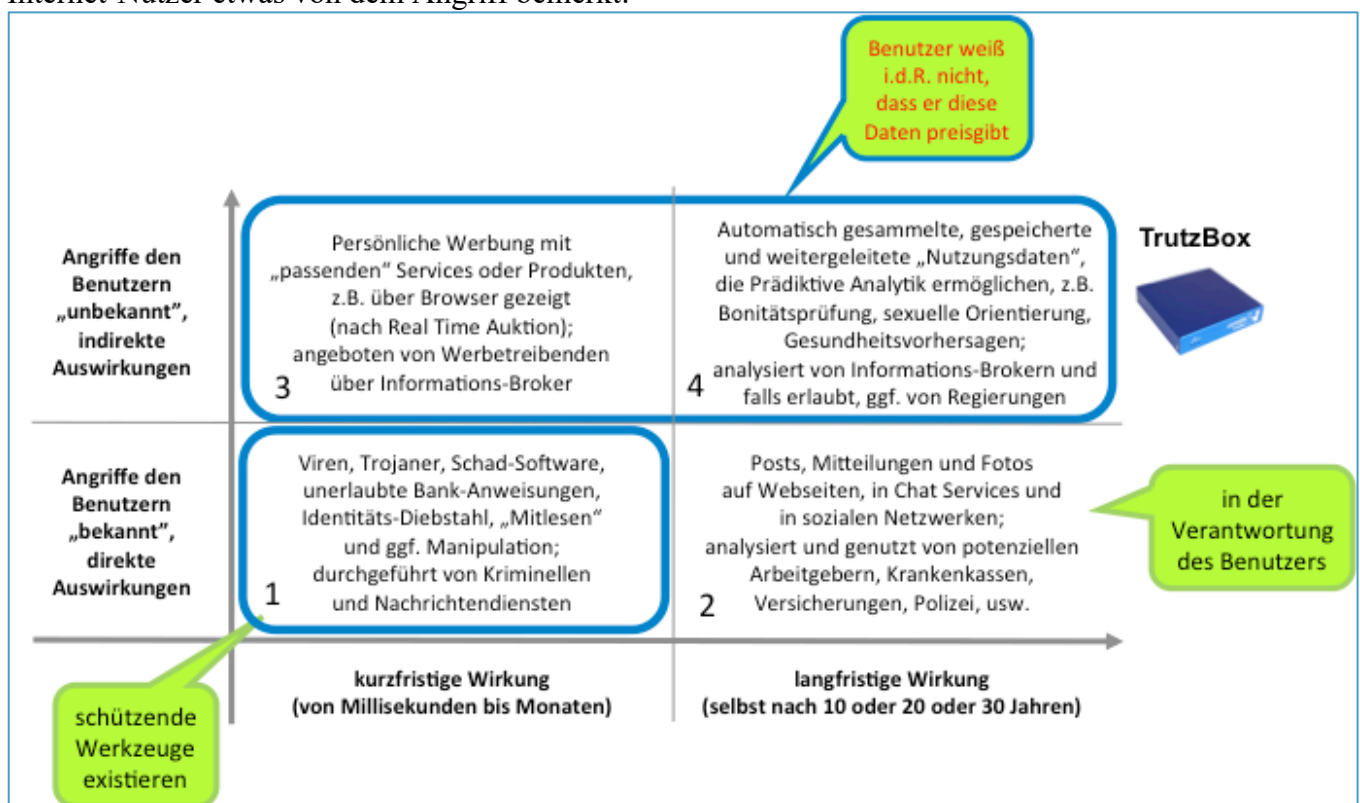 Internet-Nutzer etwas von dem Angriff bemerkt.
Benutzer weiß
i.d.R. nicht,
dass er diese
Daten preisgibt
Angriffe den
Benutzern
„unbekannt”,
indirekte
Auswirkungen
Persönliche Werbung mit
„passenden“ Services oder Produkten,
z.B. über Browser gezeigt
(nach Real Time Auktion);
angeboten von Werbetreibenden
über Informations-Broker
3
Automatisch gesammelte, gespeicherte
und weitergeleitete „Nutzungsdaten“,
die Prädiktive Analytik ermöglichen, z.B.
Bonitätsprüfung, sexuelle Orientierung,
Gesundheitsvorhersagen;
analysiert von Informations-Brokern und
falls erlaubt, ggf. von Regierungen
4
TrutzBox
Angriffe den
Benutzern
„bekannt”,
direkte
Auswirkungen
Viren, Trojaner, Schad-Software,
unerlaubte Bank-Anweisungen,
Identitäts-Diebstahl, „Mitlesen“
und ggf. Manipulation;
durchgeführt von Kriminellen
und Nachrichtendiensten
1
Posts, Mitteilungen und Fotos
auf Webseiten, in Chat Services und
in sozialen Netzwerken;
analysiert und genutzt von potenziellen
Arbeitgebern, Krankenkassen,
Versicherungen, Polizei, usw.
2
in der
Verantwortung
des Benutzers
kurzfristige Wirkung
(von Millisekunden bis Monaten)
langfristige Wirkung
(selbst nach 10 oder 20 oder 30 Jahren)
schützende
Werkzeuge
existieren